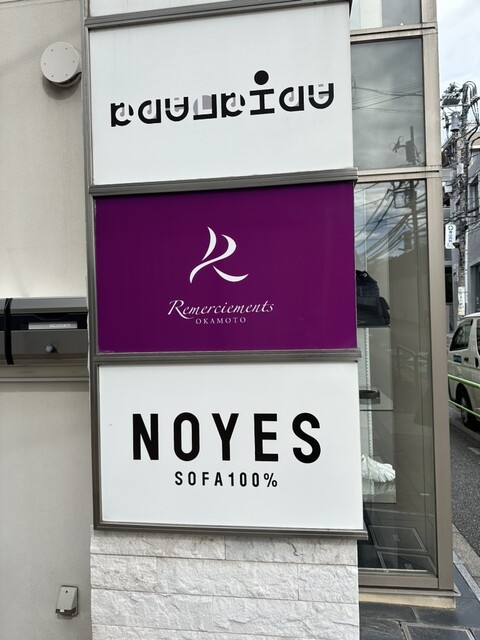 Remerciements
OKAMOTO
NOYES
SOFA100%